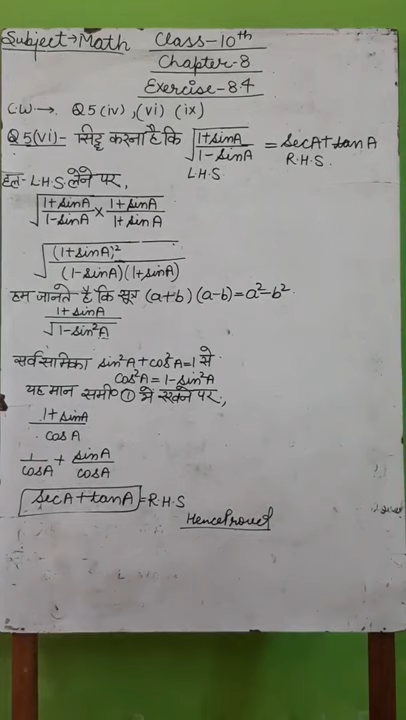 Subject→Math Class-10th
Chapter-8
Exercise-8.4
C.W→. Q5(iv),(vi) (ix)
Q5(vi)- सिद्ध करना है कि √(1+sinA)/(1-sinA) = SecA+tanA
L.H.S R.H.S.
हल- L.H.S. लेने पर,
√(1+sinA)/(1-sinA) × (1+sinA)/(1+sinA)
√(1+sinA)²/(1-sinA)(1+sinA)
हम जानते है कि सूत्र (a+b)(a-b)=a²-b²
(1+sinA)/√1-sin²A
सर्वसमिका sin²A+cos²A=1 से
cos²A=1-sin²A
यह मान समी० ① में रखने पर,
(1+sinA)/cosA
1/cosA + sinA/cosA
SecA+tanA=R.H.S
Hence Proved